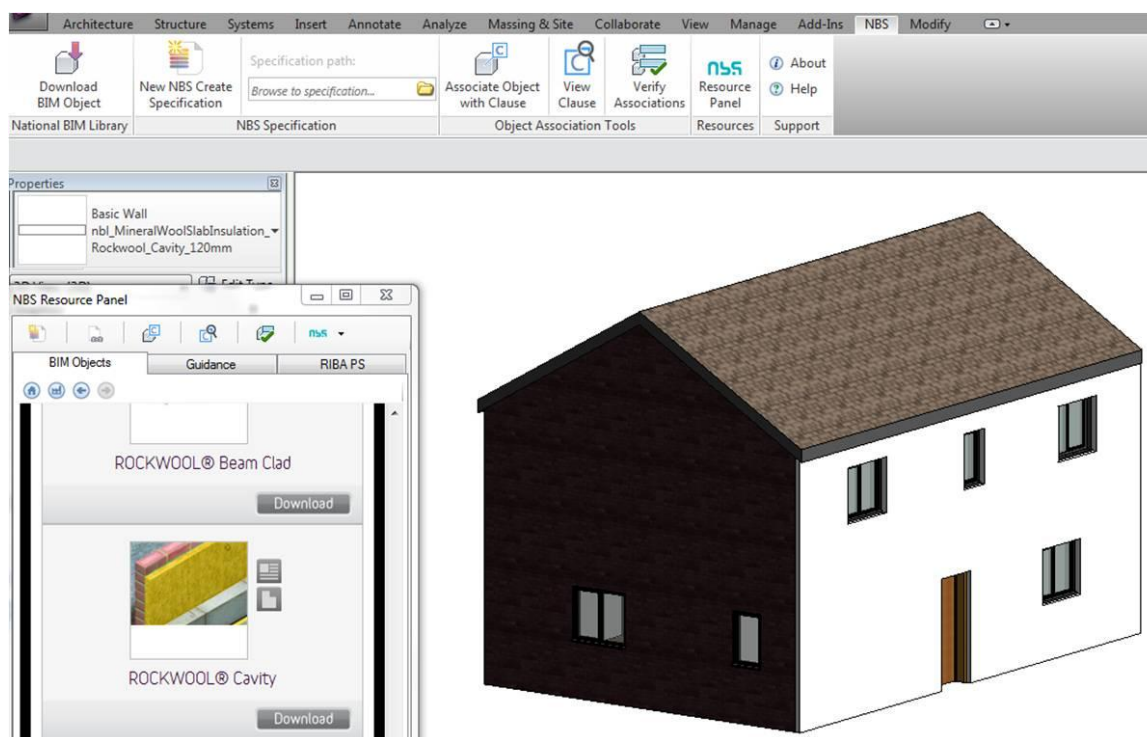 Architecture Structure Systems Insert Annotate Analyze Massing & Site Collaborate View Manage Add-Ins NBS Modify
Specification path:
Browse to specification...
Download
BIM Object
New NBS Create
Specification
Associate Object
with Clause
View
Clause
Verify
Associations
nbs
Resource
Panel
About
Help
National BIM Library NBS Specification Object Association Tools Resources Support
Properties
Basic Wall
nbl_MineralWoolSlabInsulation_
Rockwool_Cavity_120mm
Edit Type
NBS Resource Panel
nbs
BIM Objects Guidance RIBA PS
ROCKWOOL® Beam Clad
Download
ROCKWOOL® Cavity
Download